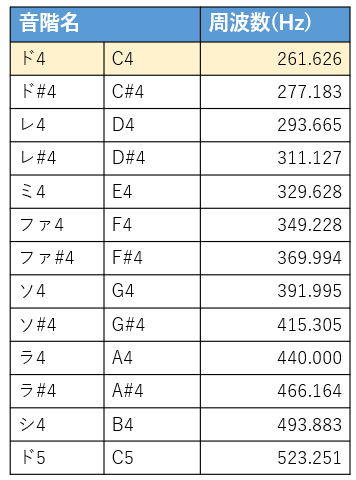 音階名 周波数(Hz)
ド4 C4 261.626
ド#4 C#4 277.183
レ4 D4 293.665
レ#4 D#4 311.127
ミ4 E4 329.628
ファ4 F4 349.228
ファ#4 F#4 369.994
ソ4 G4 391.995
ソ#4 G#4 415.305
ラ4 A4 440.000
ラ#4 A#4 466.164
シ4 B4 493.883
ド5 C5 523.251